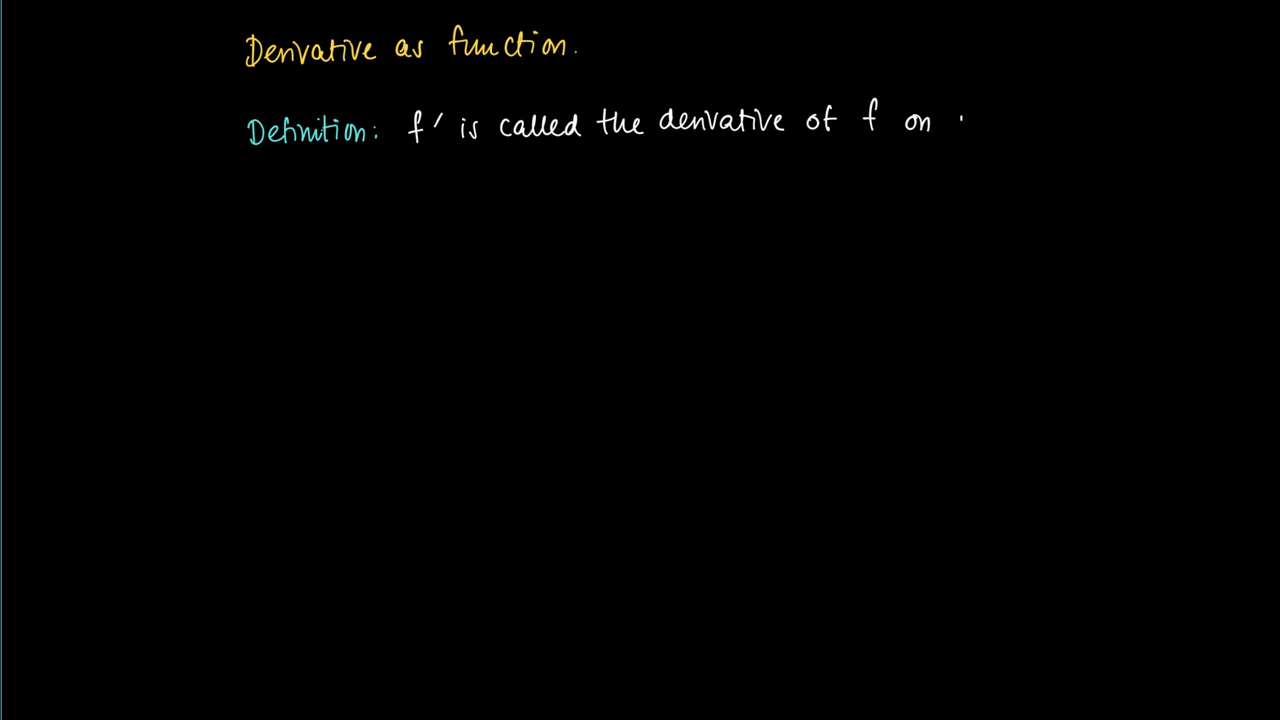 Derivative as function.
Definition: f' is called the derivative of f on